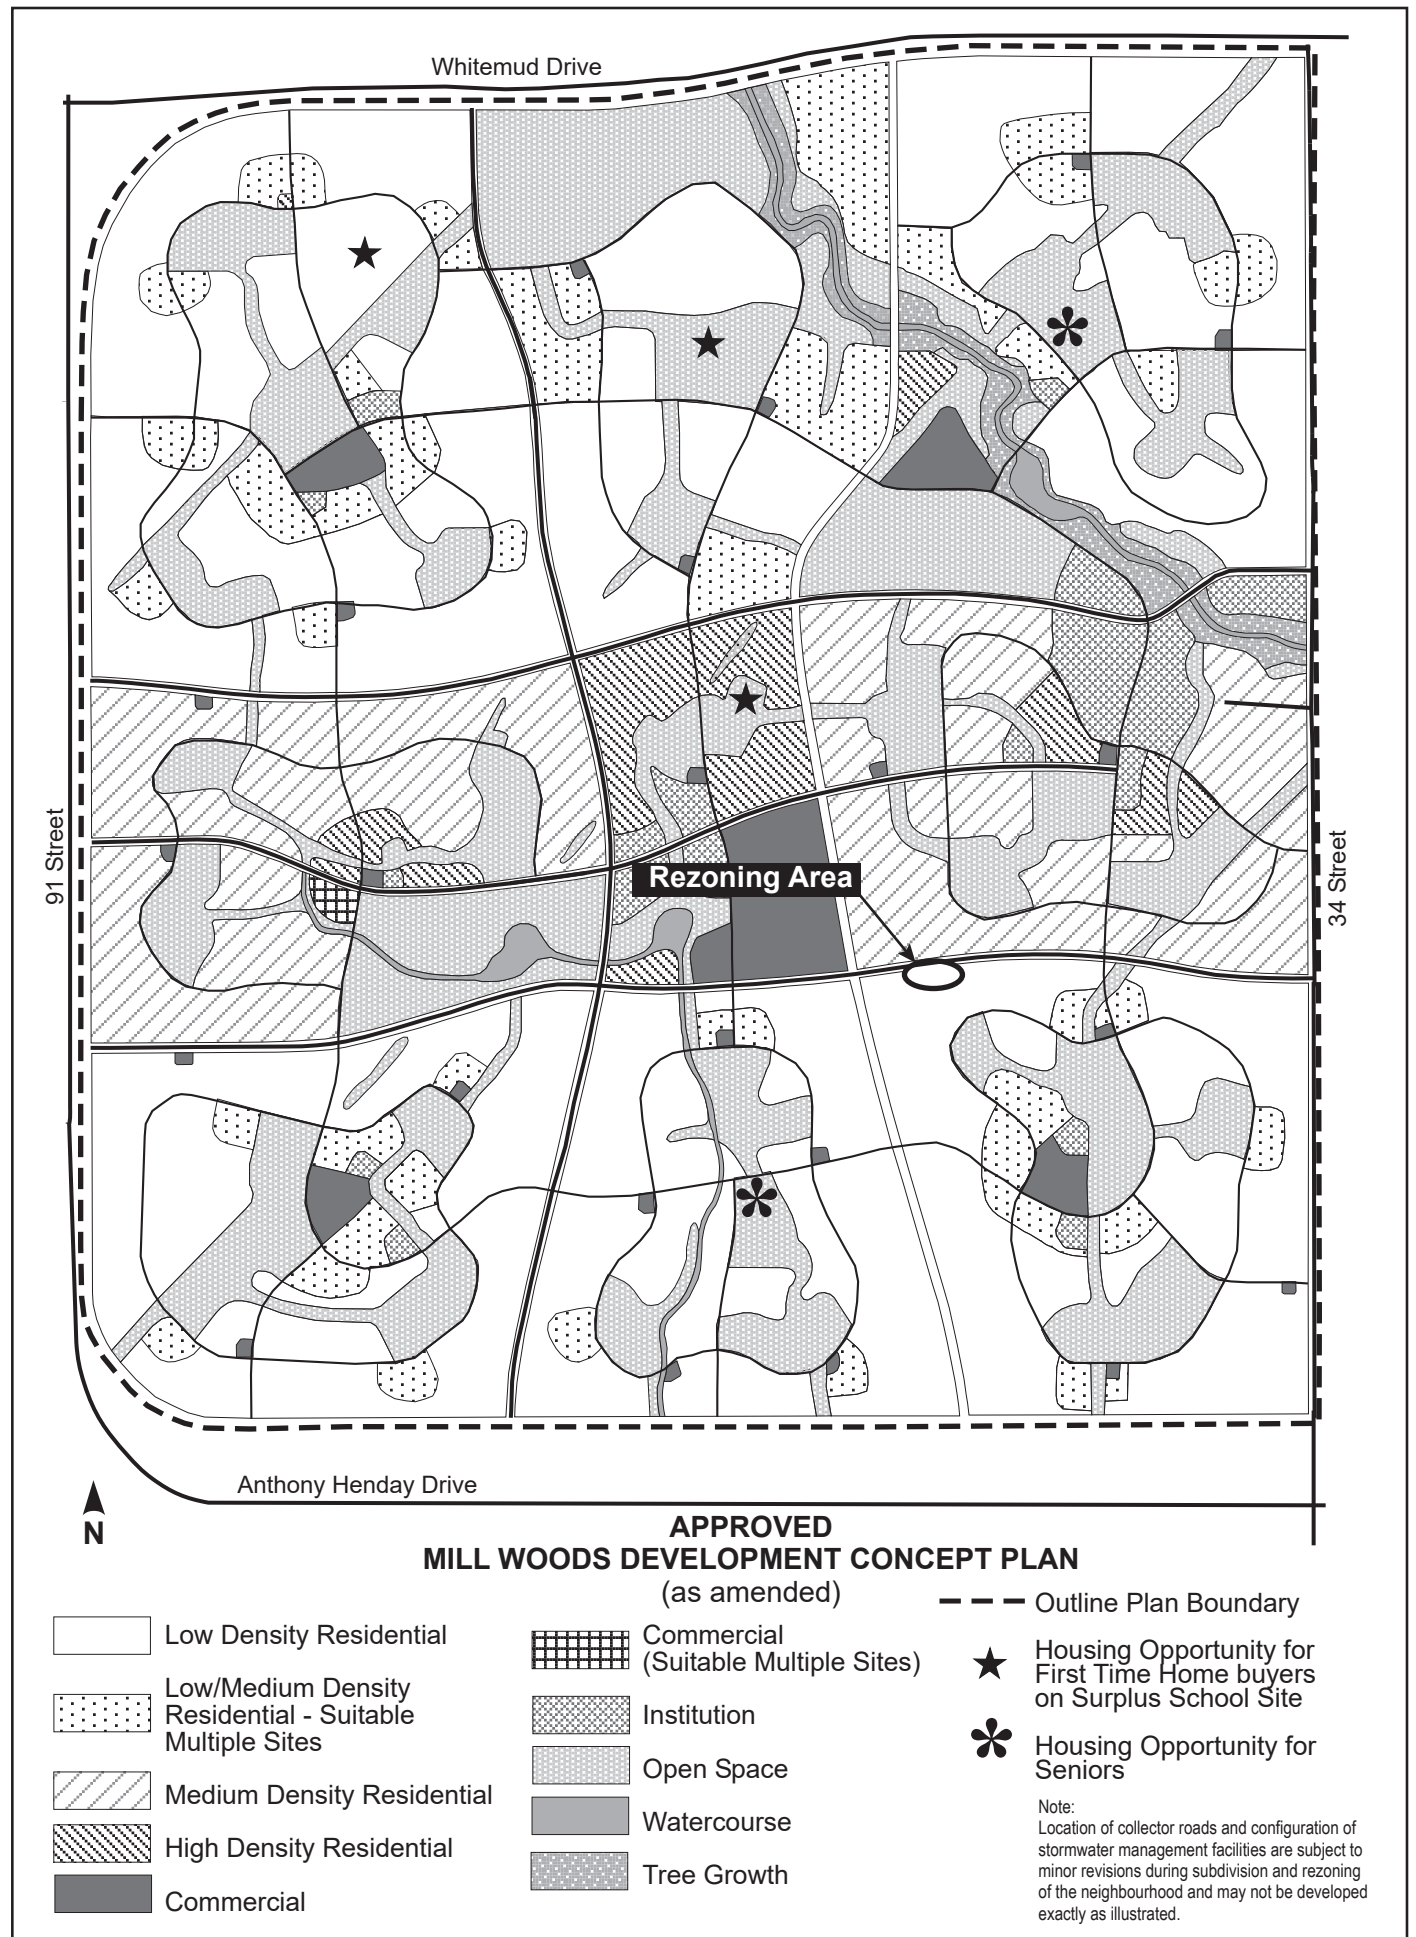 Whitemud Drive
91 Street
34 Street
Rezoning Area
Anthony Henday Drive
N
APPROVED
MILL WOODS DEVELOPMENT CONCEPT PLAN
(as amended)
Low Density Residential
Low/Medium Density
Residential - Suitable
Multiple Sites
Medium Density Residential
High Density Residential
Commercial
Commercial
(Suitable Multiple Sites)
Institution
Open Space
Watercourse
Tree Growth
Outline Plan Boundary
Housing Opportunity for
First Time Home buyers
on Surplus School Site
Housing Opportunity for
Seniors
Note:
Location of collector roads and configuration of
stormwater management facilities are subject to
minor revisions during subdivision and rezoning
of the neighbourhood and may not be developed
exactly as illustrated.